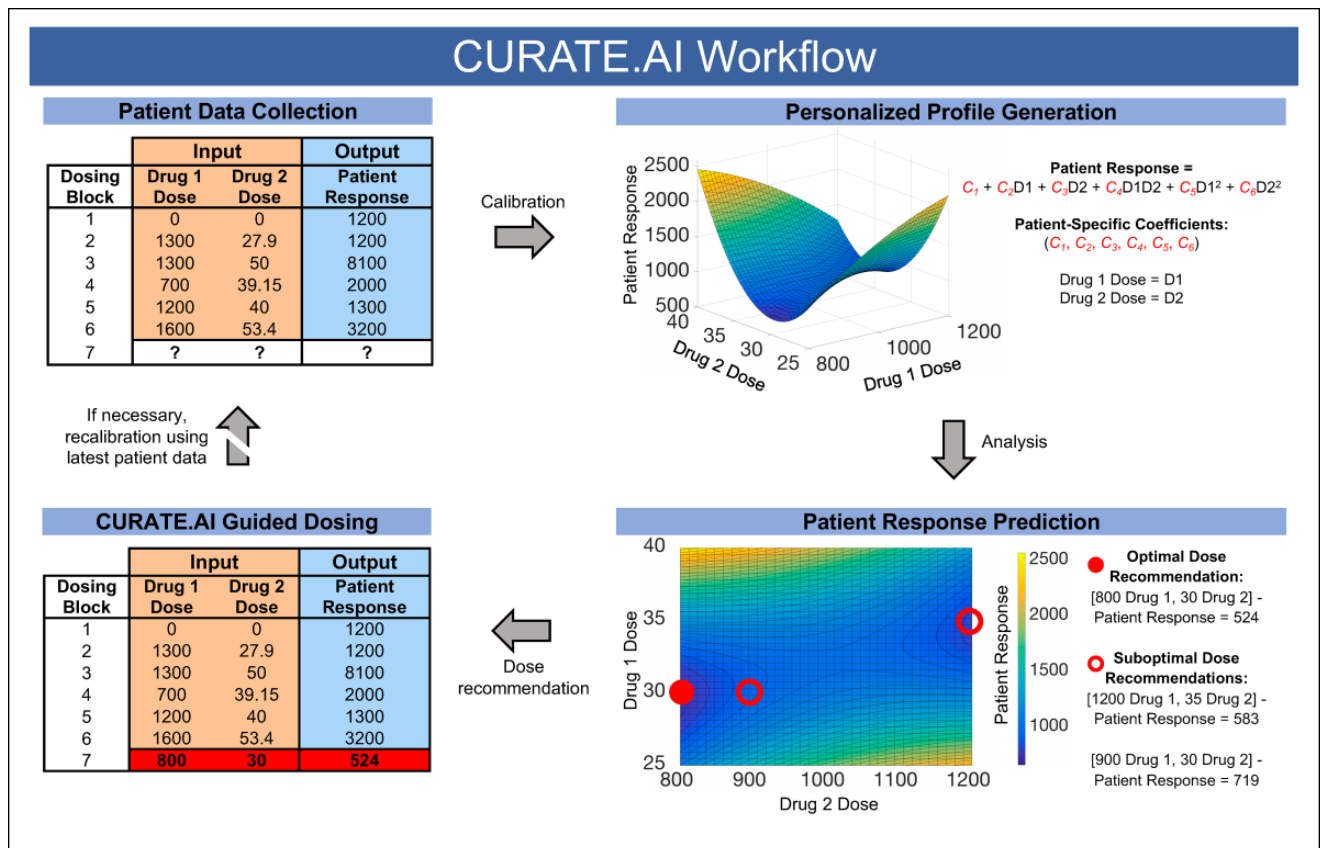 CURATE.AI Workflow
Patient Data Collection
Input Output
Dosing Block Drug 1 Dose Drug 2 Dose Patient Response
1 0 0 1200
2 1300 27.9 1200
3 1300 50 8100
4 700 39.15 2000
5 1200 40 1300
6 1600 53.4 3200
7 ? ? ?
Calibration
Personalized Profile Generation
Patient Response
2500
2000
1500
1000
500
40
35
30
25
Drug 2 Dose
800
1000
1200
Drug 1 Dose
Patient Response =
C₁ + C₂D1 + C₃D2 + C₄D1D2 + C₅D1² + C₆D2²
Patient-Specific Coefficients:
(C₁, C₂, C₃, C₄, C₅, C₆)
Drug 1 Dose = D1
Drug 2 Dose = D2
If necessary,
recalibration using
latest patient data
Analysis
CURATE.AI Guided Dosing
Input Output
Dosing Block Drug 1 Dose Drug 2 Dose Patient Response
1 0 0 1200
2 1300 27.9 1200
3 1300 50 8100
4 700 39.15 2000
5 1200 40 1300
6 1600 53.4 3200
7 800 30 524
Dose
recommendation
Patient Response Prediction
Drug 1 Dose
40
35
30
25
800 900 1000 1100 1200
Drug 2 Dose
Patient Response
2500
2000
1500
1000
Optimal Dose
Recommendation:
[800 Drug 1, 30 Drug 2] -
Patient Response = 524
Suboptimal Dose
Recommendations:
[1200 Drug 1, 35 Drug 2] -
Patient Response = 583
[900 Drug 1, 30 Drug 2] -
Patient Response = 719